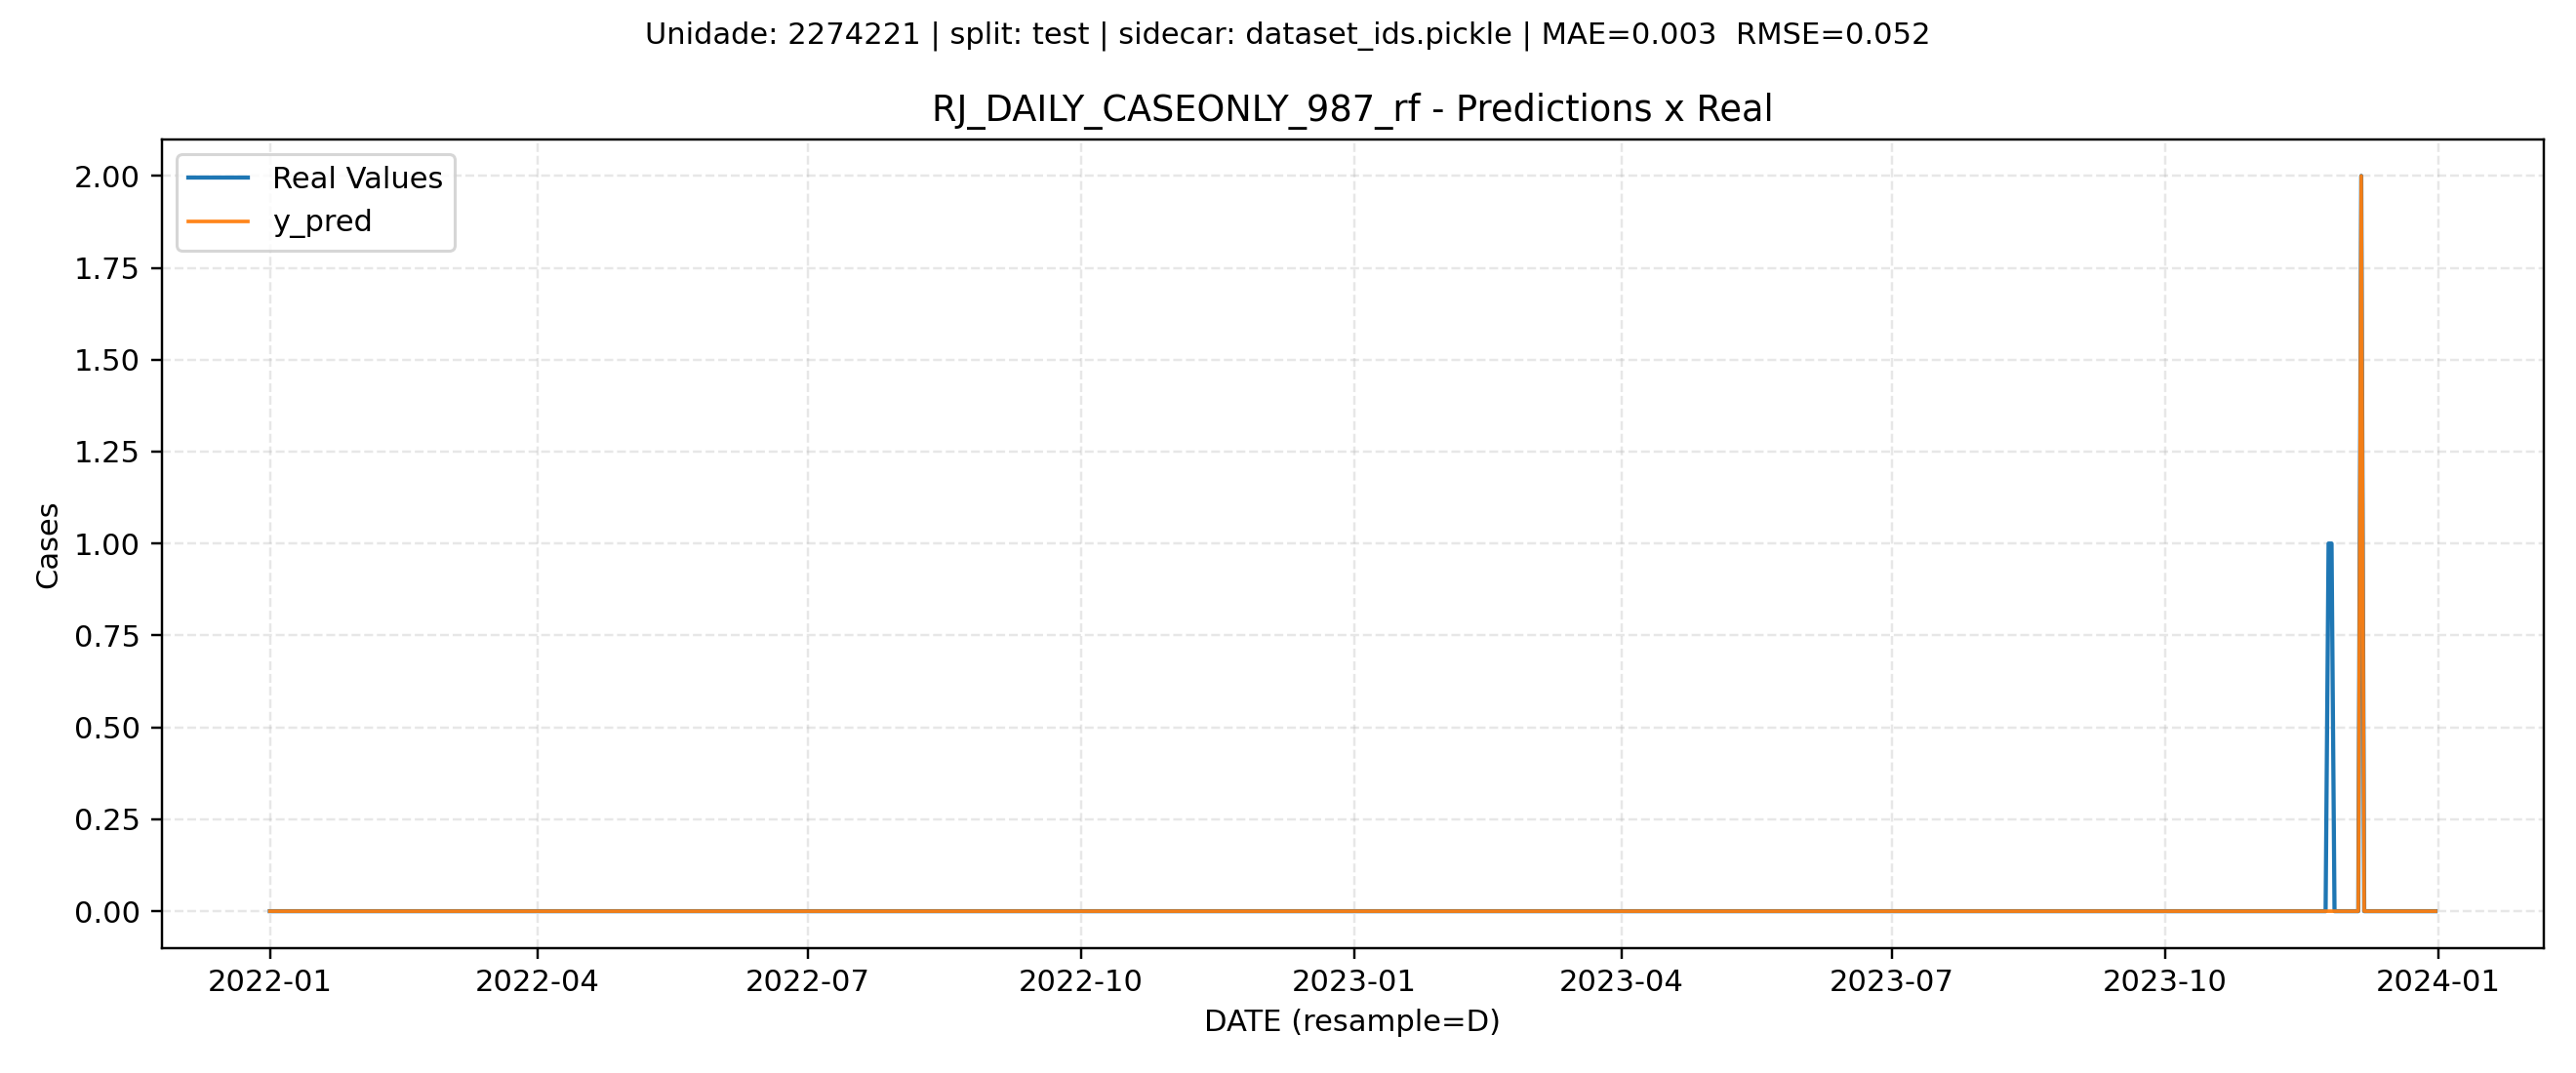 Unidade: 2274221 | split: test | sidecar: dataset_ids.pickle | MAE=0.003  RMSE=0.052
RJ_DAILY_CASEONLY_987_rf - Predictions x Real
Real Values
y_pred
2.00
1.75
1.50
1.25
1.00
0.75
0.50
0.25
0.00
Cases
2022-01 2022-04 2022-07 2022-10 2023-01 2023-04 2023-07 2023-10 2024-01
DATE (resample=D)